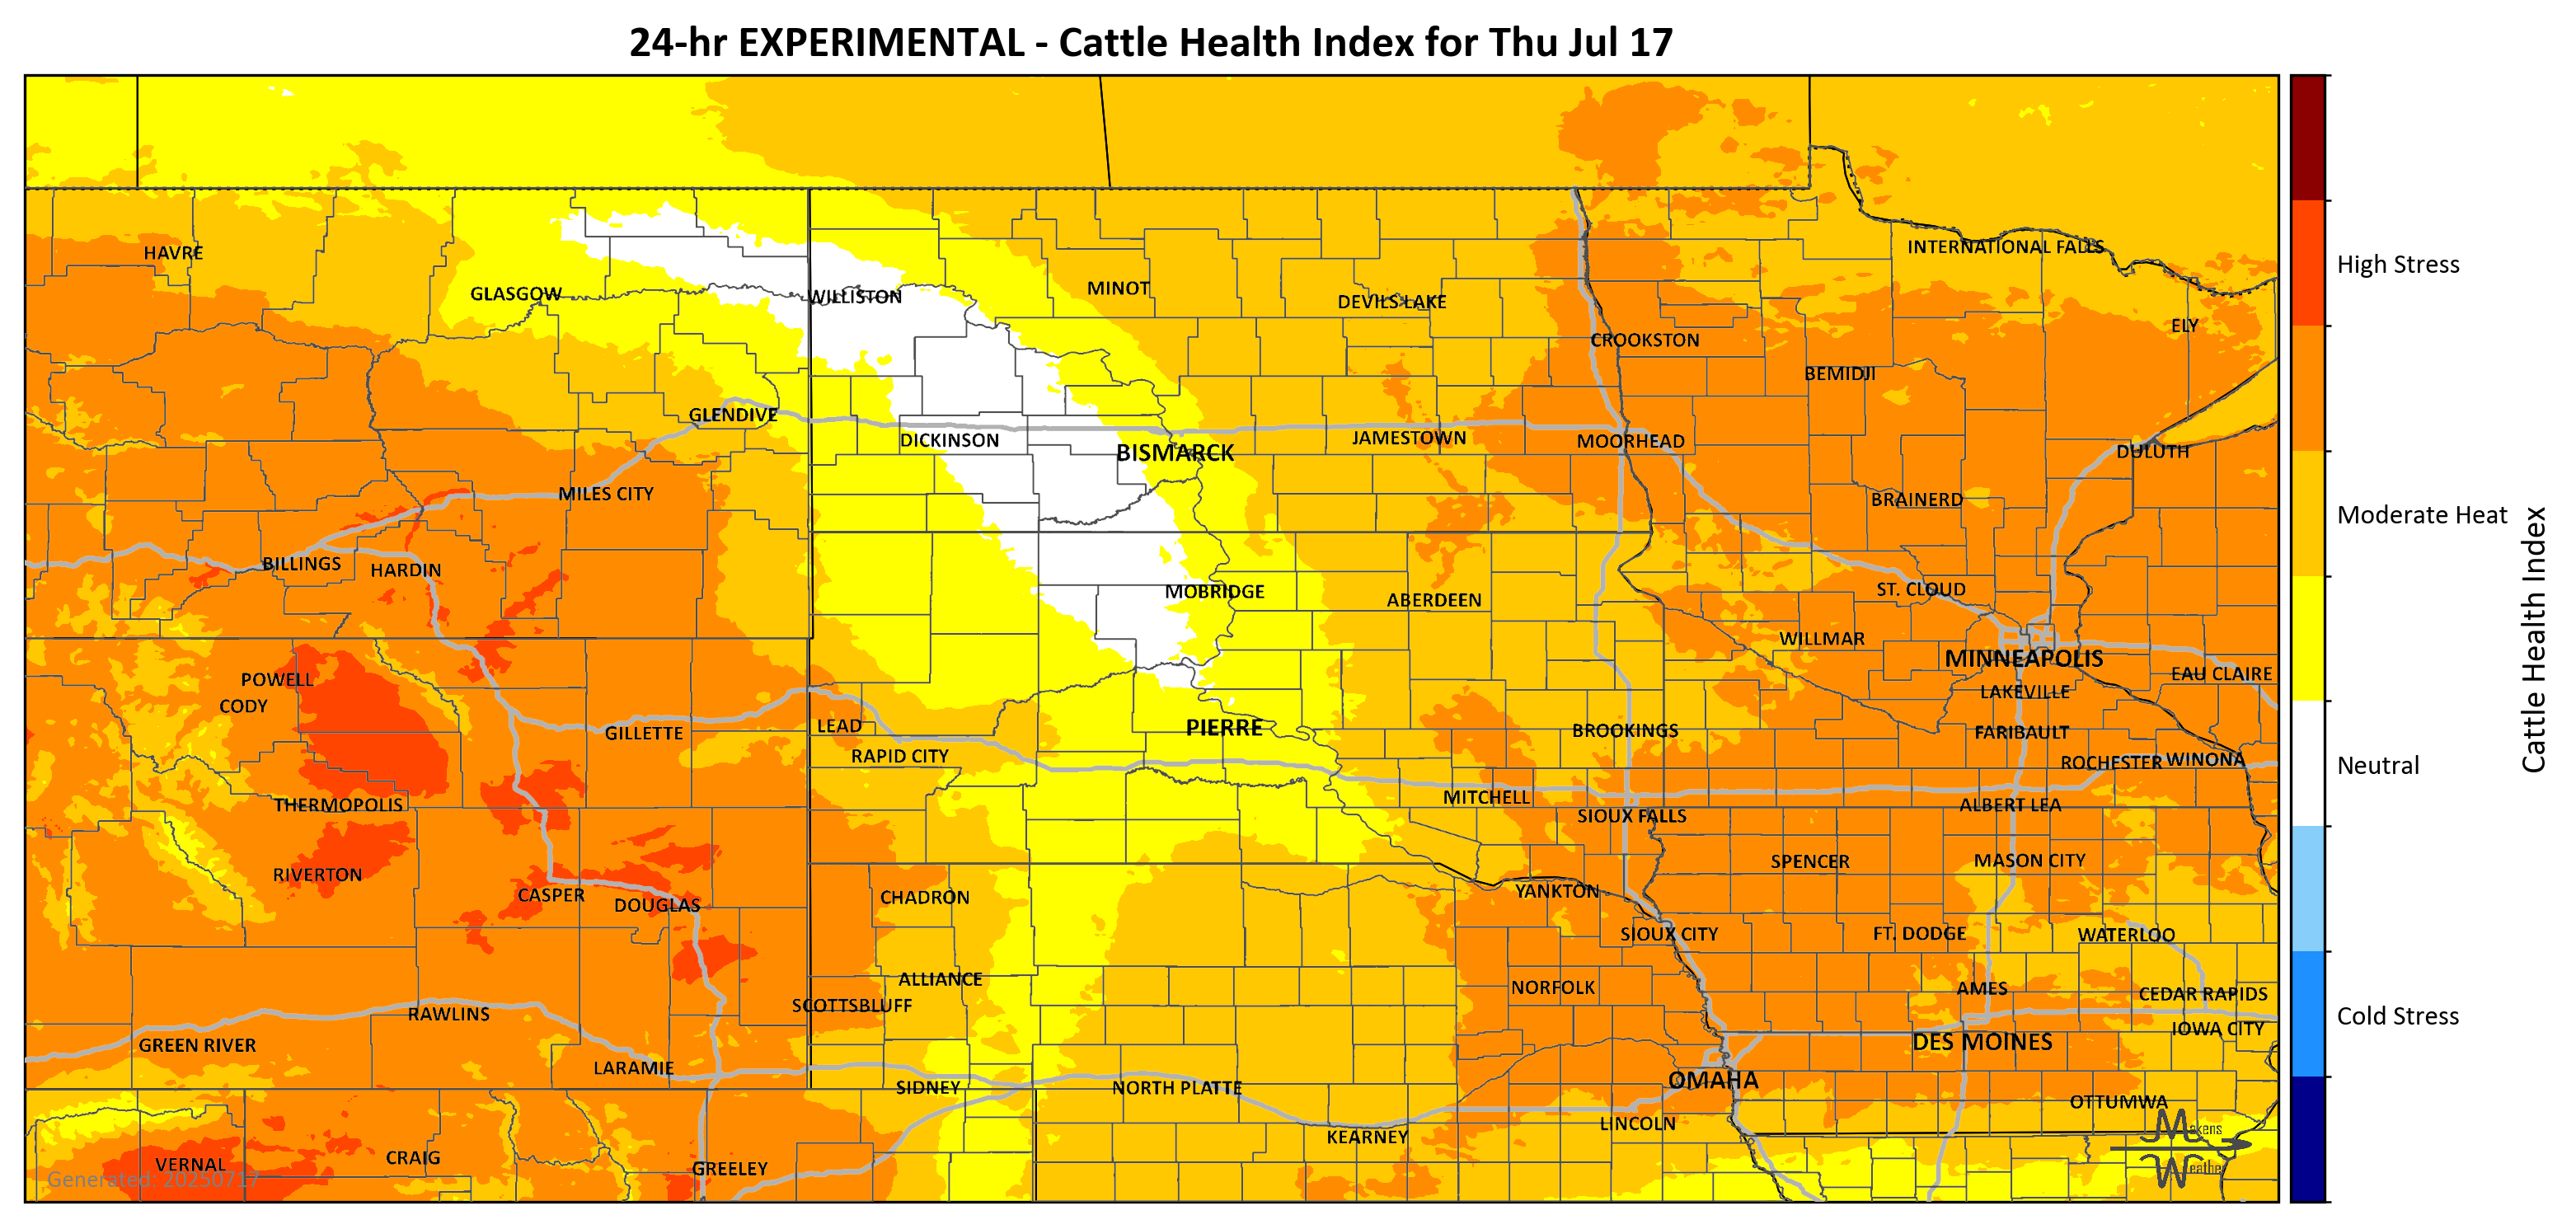 24-hr EXPERIMENTAL - Cattle Health Index for Thu Jul 17
INTERNATIONAL FALLS
HAVRE
MINOT
GLASGOW
WILLISTON
DEVILS LAKE
ELY
CROOKSTON
BEMIDJI
GLENDIVE
DICKINSON
JAMESTOWN
MOORHEAD
BISMARCK
DULUTH
MILES CITY
BRAINERD
BILLINGS
HARDIN
MOBRIDGE
ABERDEEN
ST. CLOUD
WILLMAR
MINNEAPOLIS
POWELL
EAU CLAIRE
LAKEVILLE
CODY
GILLETTE
LEAD
PIERRE
BROOKINGS
FARIBAULT
RAPID CITY
ROCHESTER
WINONA
THERMOPOLIS
MITCHELL
ALBERT LEA
SIOUX FALLS
SPENCER
MASON CITY
RIVERTON
CASPER
CHADRON
YANKTON
DOUGLAS
SIOUX CITY
FT. DODGE
WATERLOO
ALLIANCE
NORFOLK
AMES
CEDAR RAPIDS
SCOTTSBLUFF
RAWLINS
IOWA CITY
GREEN RIVER
DES MOINES
LARAMIE
OMAHA
SIDNEY
NORTH PLATTE
OTTUMWA
LINCOLN
KEARNEY
Makens
Weather
VERNAL
CRAIG
GREELEY
Generated: 20250717
High Stress
Moderate Heat
Neutral
Cold Stress
Cattle Health Index